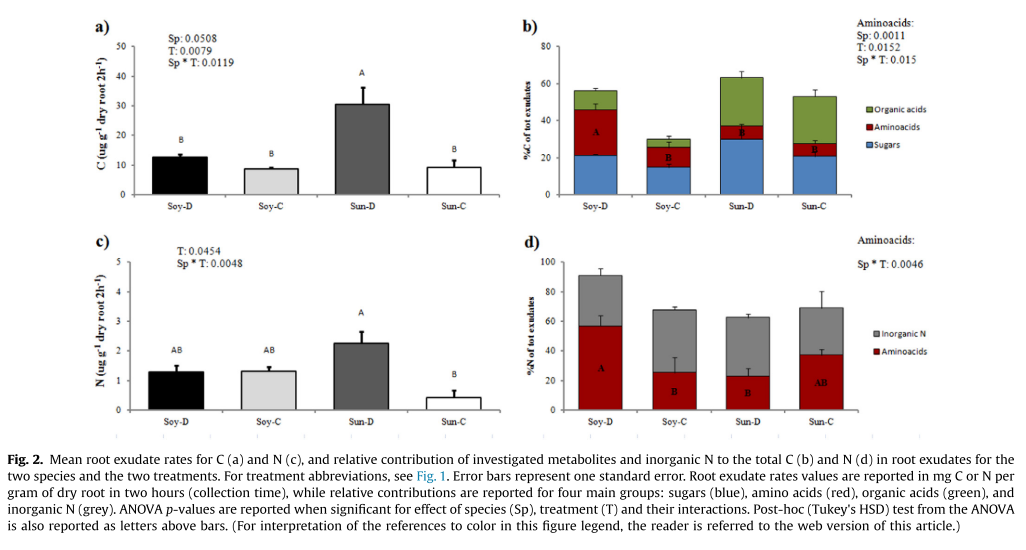 a)
Sp: 0.0508
T: 0.0079
Sp * T: 0.0119
C (ug g⁻¹ dry root 2h⁻¹)
50
40
30
20
10
0
B
B
A
B
Soy-D
Soy-C
Sun-D
Sun-C
b)
Aminoacids:
Sp: 0.0011
T: 0.0152
Sp * T: 0.015
%C of tot exudates
80
60
40
20
0
A
B
B
B
Organic acids
Aminoacids
Sugars
Soy-D
Soy-C
Sun-D
Sun-C
c)
T: 0.0454
Sp * T: 0.0048
N (ug g⁻¹ dry root 2h⁻¹)
5
4
3
2
1
0
AB
AB
A
B
Soy-D
Soy-C
Sun-D
Sun-C
d)
Aminoacids:
Sp * T: 0.0046
%N of tot exudates
100
80
60
40
20
0
A
B
B
AB
Inorganic N
Aminoacids
Soy-D
Soy-C
Sun-D
Sun-C
Fig. 2. Mean root exudate rates for C (a) and N (c), and relative contribution of investigated metabolites and inorganic N to the total C (b) and N (d) in root exudates for the
two species and the two treatments. For treatment abbreviations, see Fig. 1. Error bars represent one standard error. Root exudate rates values are reported in mg C or N per
gram of dry root in two hours (collection time), while relative contributions are reported for four main groups: sugars (blue), amino acids (red), organic acids (green), and
inorganic N (grey). ANOVA p-values are reported when significant for effect of species (Sp), treatment (T) and their interactions. Post-hoc (Tukey's HSD) test from the ANOVA
is also reported as letters above bars. (For interpretation of the references to color in this figure legend, the reader is referred to the web version of this article.)